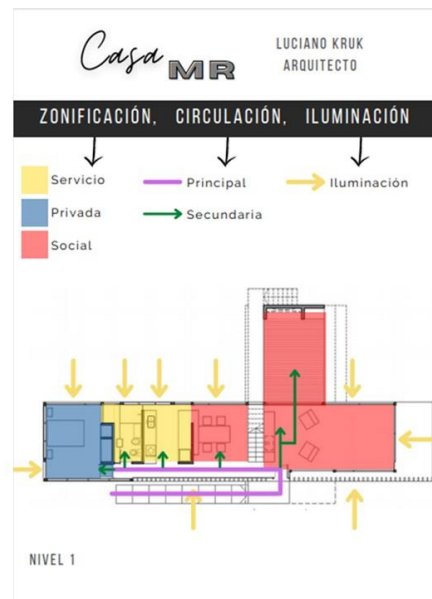 Casa MR
LUCIANO KRUK
ARQUITECTO
ZONIFICACIÓN, CIRCULACIÓN, ILUMINACIÓN
Servicio
Privada
Social
Principal
Secundaria
Iluminación
NIVEL 1